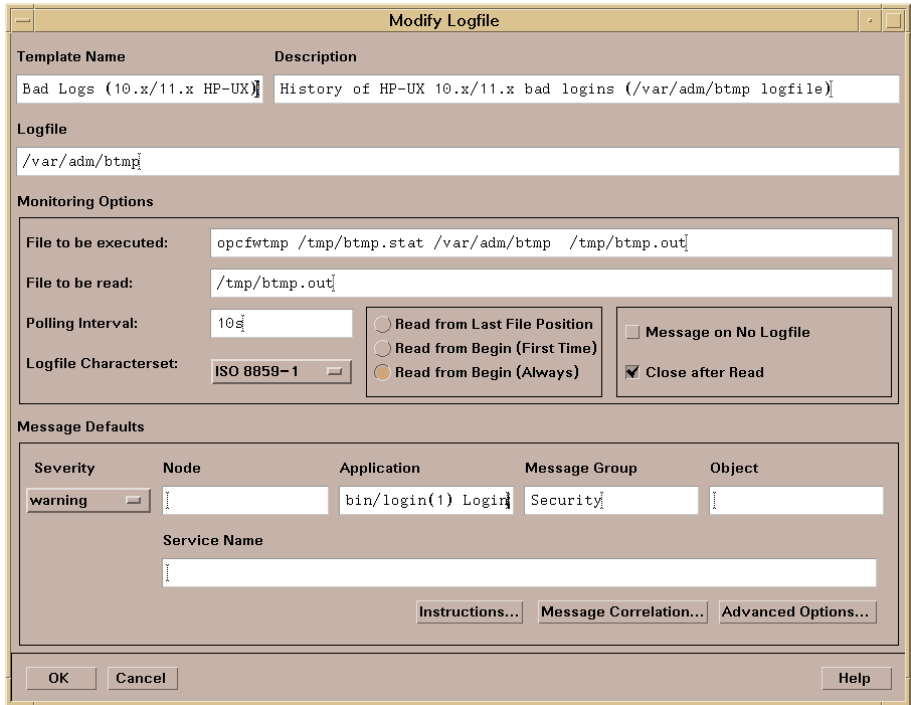 Modify Logfile
Template Name Description
Bad Logs (10.x/11.x HP-UX) History of HP-UX 10.x/11.x bad logins (/var/adm/btmp logfile)
Logfile
/var/adm/btmp
Monitoring Options
File to be executed: opcfwtmp /tmp/btmp.stat /var/adm/btmp /tmp/btmp.out
File to be read: /tmp/btmp.out
Polling Interval: 10s
Read from Last File Position
Message on No Logfile
Read from Begin (First Time)
Logfile Characterset: ISO 8859-1
Read from Begin (Always)
Close after Read
Message Defaults
Severity Node Application Message Group Object
warning bin/login(1) Login Security
Service Name
Instructions... Message Correlation... Advanced Options...
OK Cancel Help